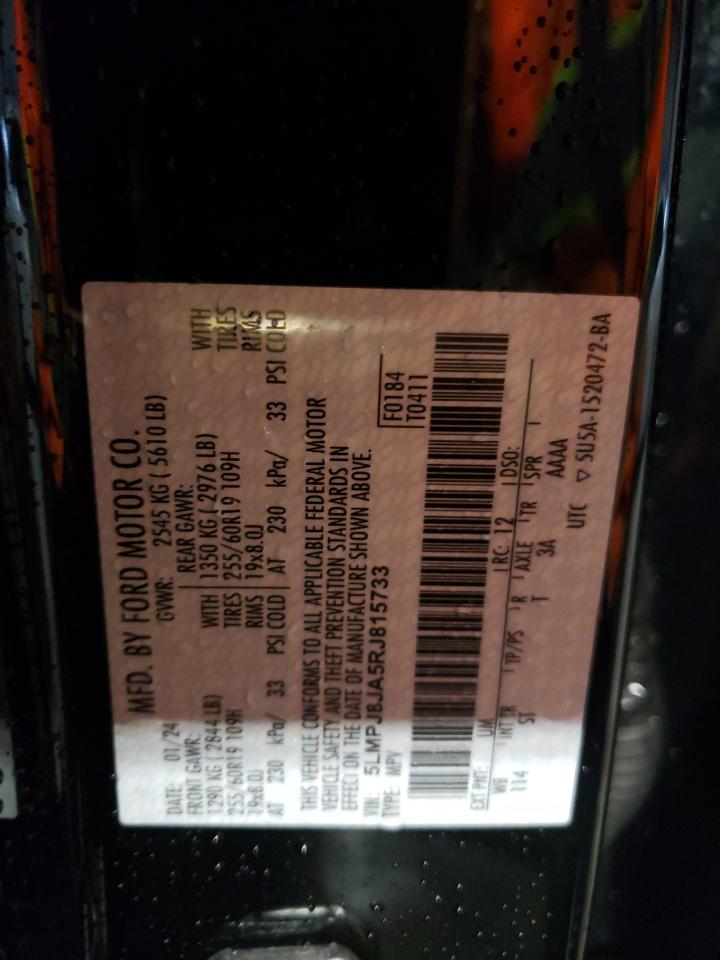 MFD. BY FORD MOTOR CO.
DATE: 01/24 GVWR: 2545 KG ( 5610 LB)
FRONT GAWR: REAR GAWR:
1290 KG ( 2844 LB) WITH 1350 KG ( 2976 LB) WITH
255/60R19 109H TIRES 255/60R19 109H TIRES
19x8.0J RIMS 19x8.0J RIMS
AT 230 kPa/ 33 PSI COLD AT 230 kPa/ 33 PSI COLD
THIS VEHICLE CONFORMS TO ALL APPLICABLE FEDERAL MOTOR
VEHICLE SAFETY AND THEFT PREVENTION STANDARDS IN
EFFECT ON THE DATE OF MANUFACTURE SHOWN ABOVE.
VIN: 5LMPJ8JA5RJ815733 F0184
TYPE: MPV T0411
EXT PNT: UM RC: 12 DSO:
WB INT TR TP/PS R AXLE TR SPR
114 ST T 3A AAAA
UTC ▽ 5U5A-1520472-BA